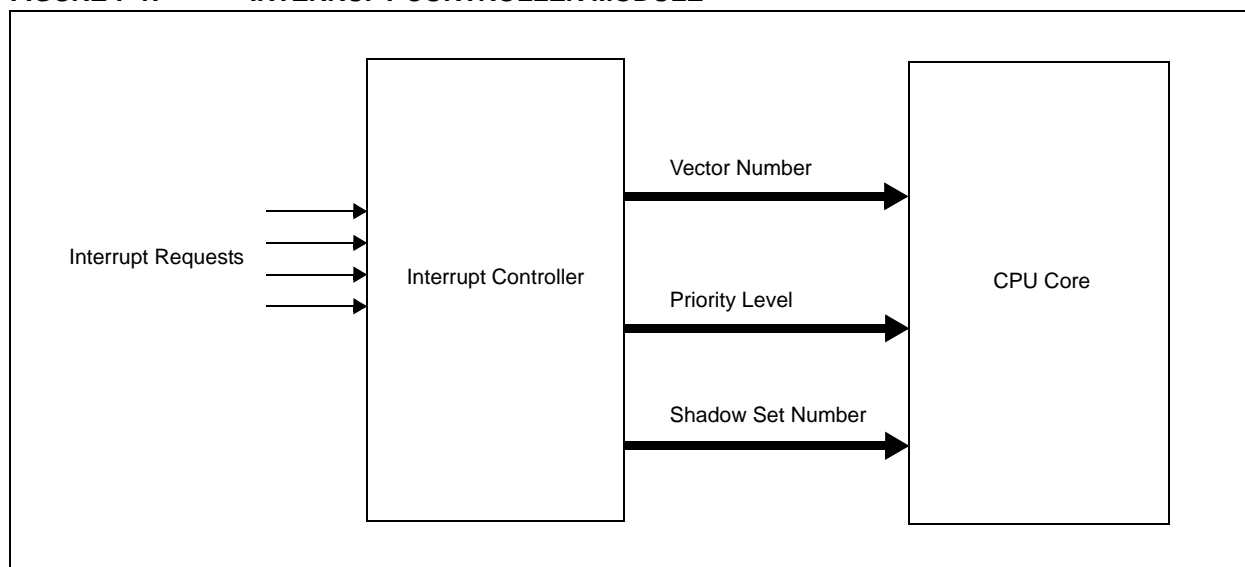 Vector Number
Interrupt Requests
Interrupt Controller
Priority Level
CPU Core
Shadow Set Number